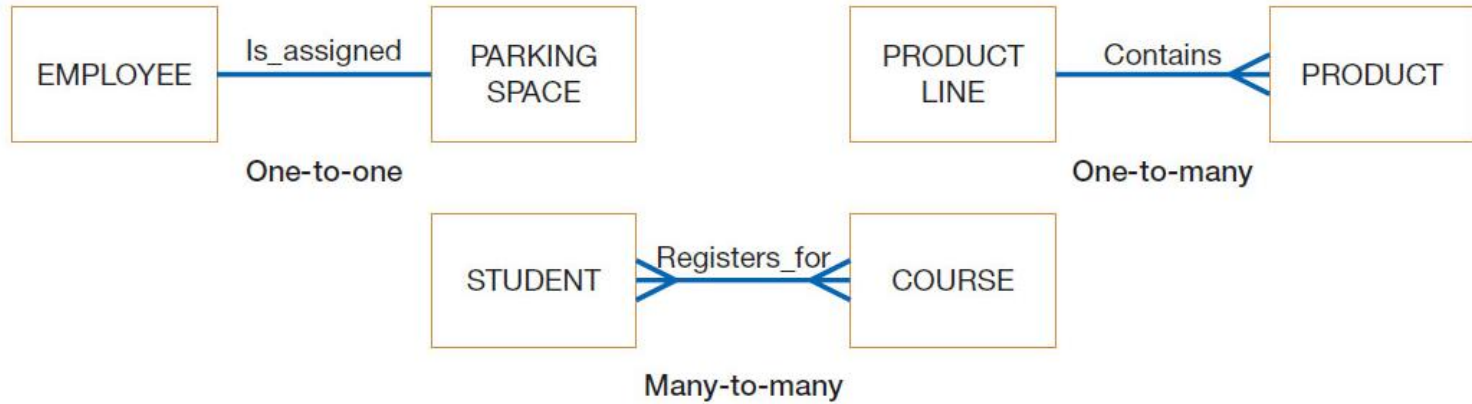 EMPLOYEE
Is_assigned
PARKING
SPACE
One-to-one
PRODUCT
LINE
Contains
PRODUCT
One-to-many
STUDENT
Registers_for
COURSE
Many-to-many